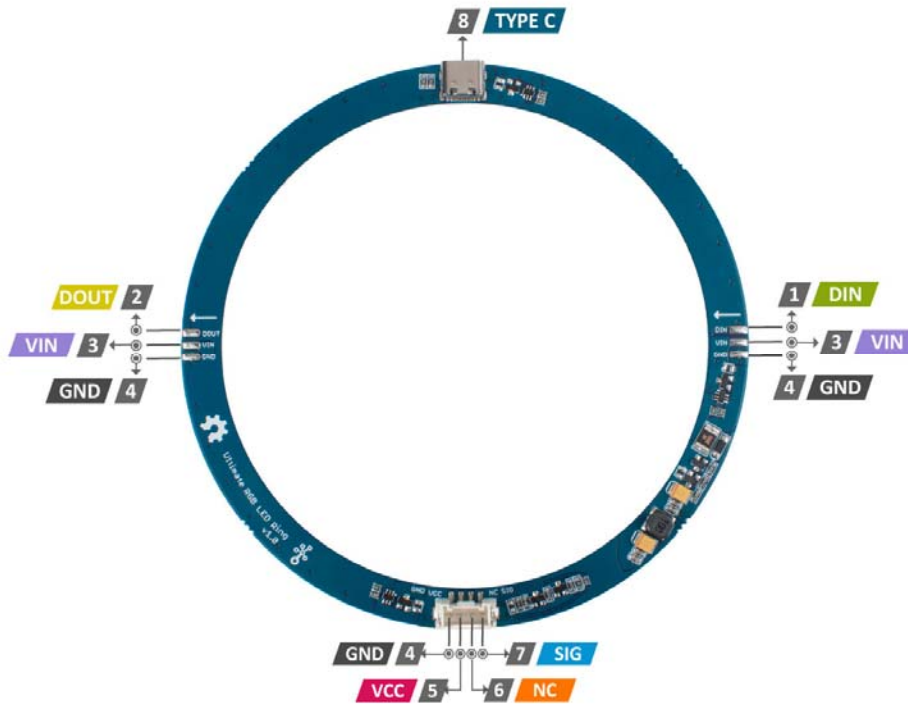 8 TYPE C
DOUT 2
VIN 3
GND 4
DOUT
VIN
GND
DIN
VIN
GND
1 DIN
3 VIN
4 GND
Ultimate RGB LED Ring
v1.0
GND VCC NC SIG
GND 4
7 SIG
VCC 5
6 NC